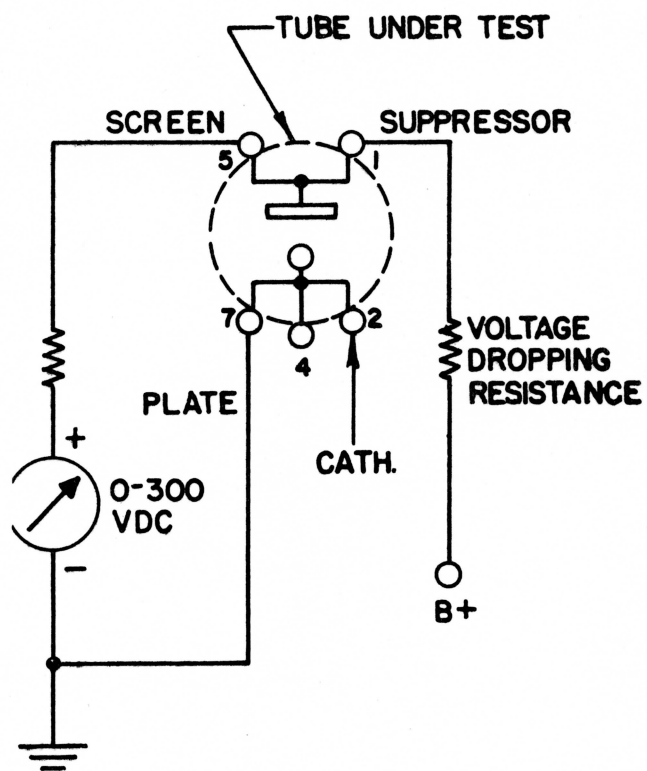 TUBE UNDER TEST
SCREEN
SUPPRESSOR
5
1
7
4
2
PLATE
CATH.
VOLTAGE
DROPPING
RESISTANCE
+
0-300
VDC
-
B+